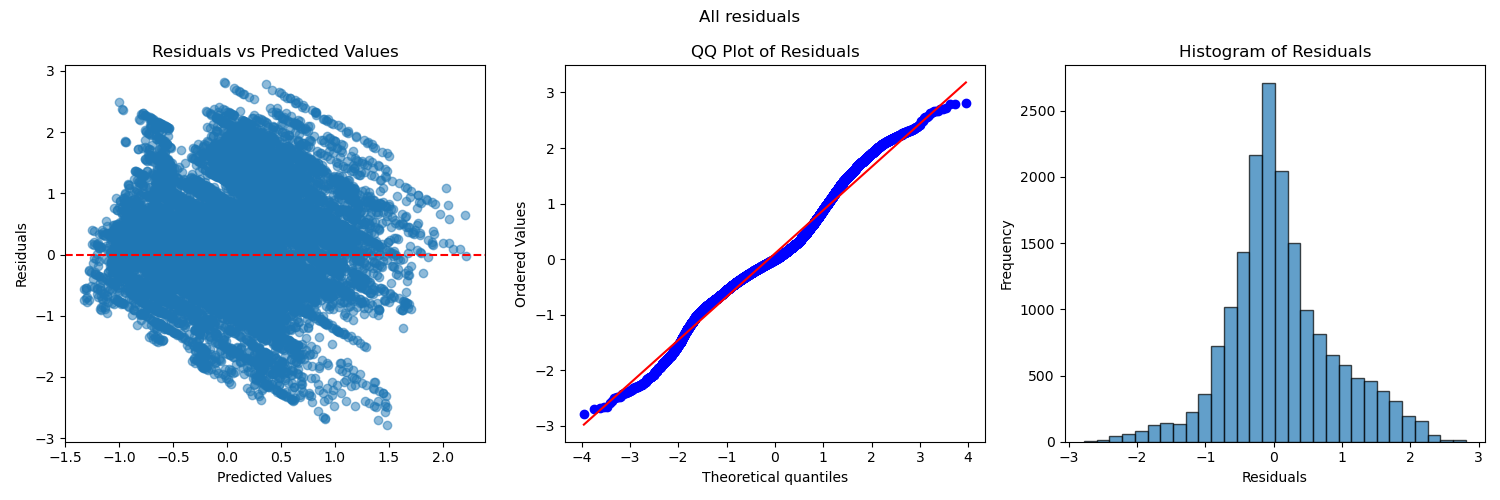 All residuals
Residuals vs Predicted Values
Residuals
3
2
1
0
−1
−2
−3
−1.5 −1.0 −0.5 0.0 0.5 1.0 1.5 2.0
Predicted Values
QQ Plot of Residuals
Ordered Values
3
2
1
0
−1
−2
−3
−4 −3 −2 −1 0 1 2 3 4
Theoretical quantiles
Histogram of Residuals
Frequency
2500
2000
1500
1000
500
0
−3 −2 −1 0 1 2 3
Residuals